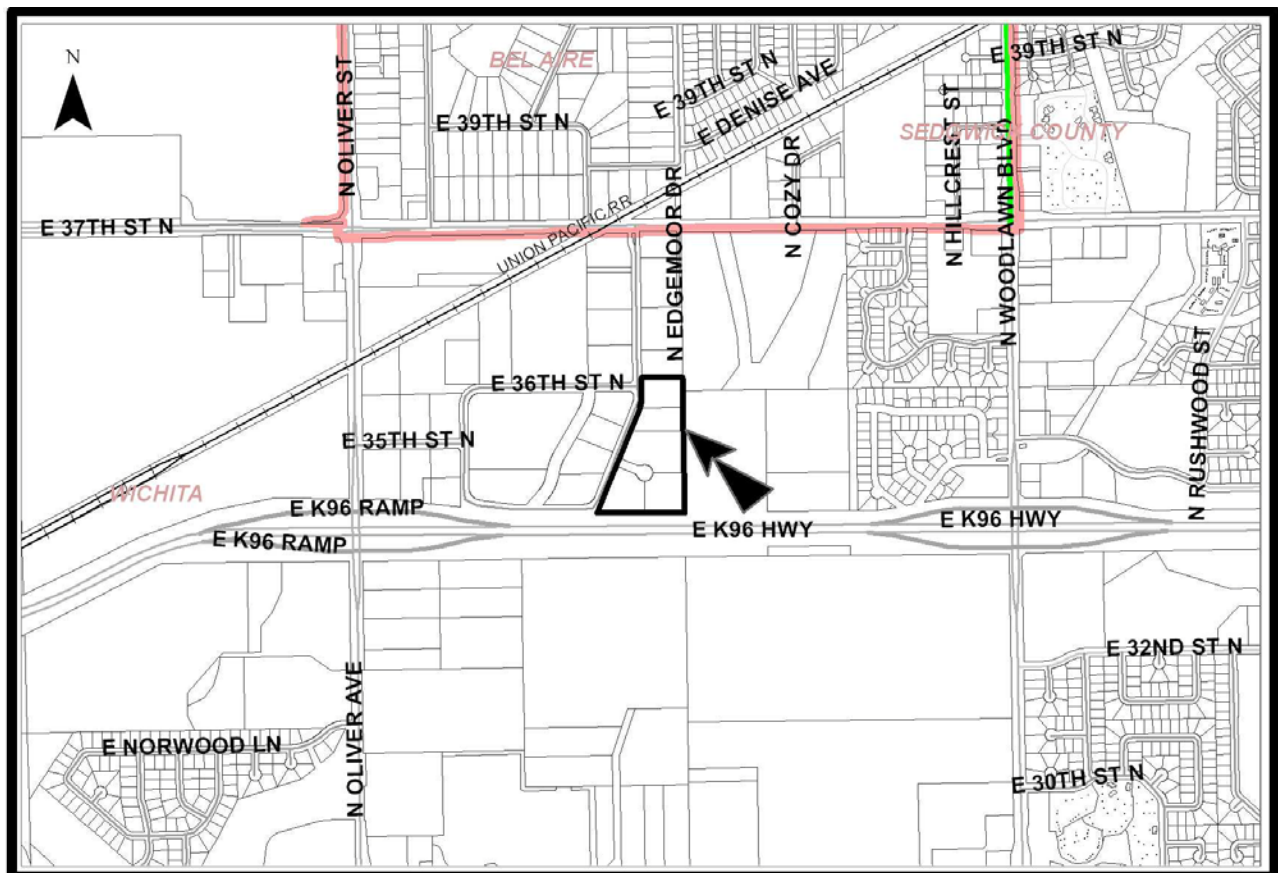 N
N OLIVER ST
BEL AIRE
E 39TH ST N
E 39TH ST N
E DENISE AVE
E 39TH ST N
SEDGWICK COUNTY
N HILLCREST ST
N WOODLAWN BLVD
N COZY DR
E 37TH ST N
UNION PACIFIC RR
N EDGEMOOR DR
E 36TH ST N
E 35TH ST N
N RUSHWOOD ST
WICHITA
E K96 RAMP
E K96 RAMP
E K96 HWY
E K96 HWY
E 32ND ST N
N OLIVER AVE
E NORWOOD LN
E 30TH ST N